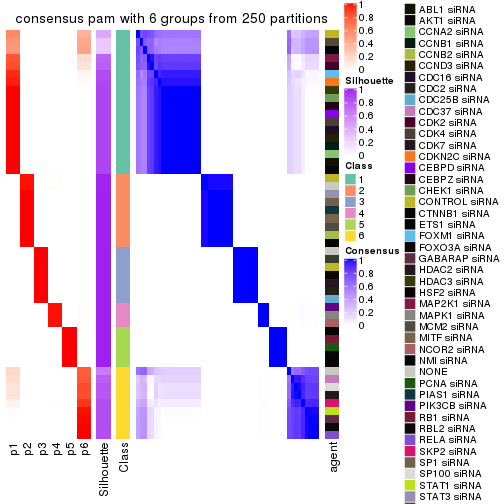 consensus pam with 6 groups from 250 partitions
p1
p2
p3
p4
p5
p6
Silhouette
Class
agent
1
0.8
0.6
0.4
0.2
0
Silhouette
1
0.8
0.6
0.4
0.2
0
Class
1
2
3
4
5
6
Consensus
1
0.8
0.6
0.4
0.2
0
ABL1 siRNA
AKT1 siRNA
CCNA2 siRNA
CCNB1 siRNA
CCNB2 siRNA
CCND3 siRNA
CDC16 siRNA
CDC2 siRNA
CDC25B siRNA
CDC37 siRNA
CDK2 siRNA
CDK4 siRNA
CDK7 siRNA
CDKN2C siRNA
CEBPD siRNA
CEBPZ siRNA
CHEK1 siRNA
CONTROL siRNA
CTNNB1 siRNA
ETS1 siRNA
FOXM1 siRNA
FOXO3A siRNA
GABARAP siRNA
HDAC2 siRNA
HDAC3 siRNA
HSF2 siRNA
MAP2K1 siRNA
MAPK1 siRNA
MCM2 siRNA
MITF siRNA
NCOR2 siRNA
NMI siRNA
NONE
PCNA siRNA
PIAS1 siRNA
PIK3CB siRNA
RB1 siRNA
RBL2 siRNA
RELA siRNA
SKP2 siRNA
SP1 siRNA
SP100 siRNA
STAT1 siRNA
STAT3 siRNA